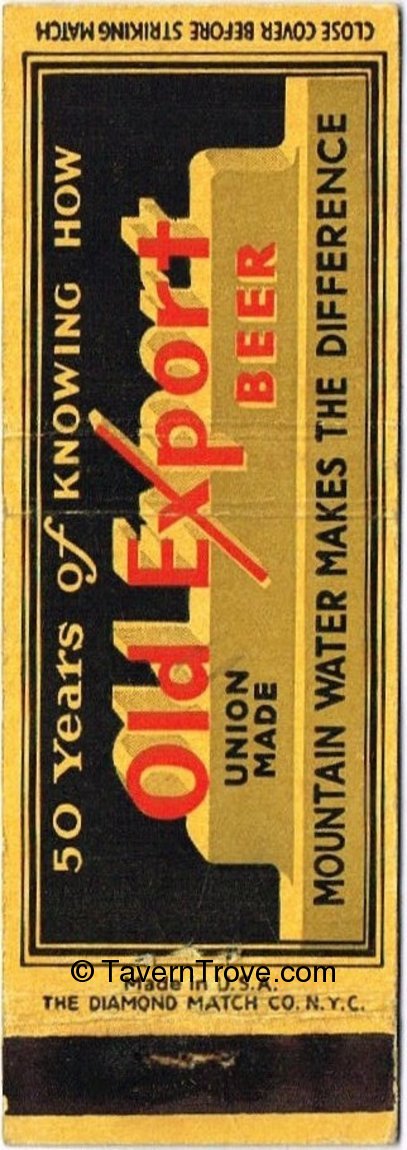 CLOSE COVER BEFORE STRIKING MATCH
50 Years of KNOWING HOW
Old Export
BEER
UNION
MADE
MOUNTAIN WATER MAKES THE DIFFERENCE
© TavernTrove.com
Made in U.S.A.
THE DIAMOND MATCH CO. N.Y.C.